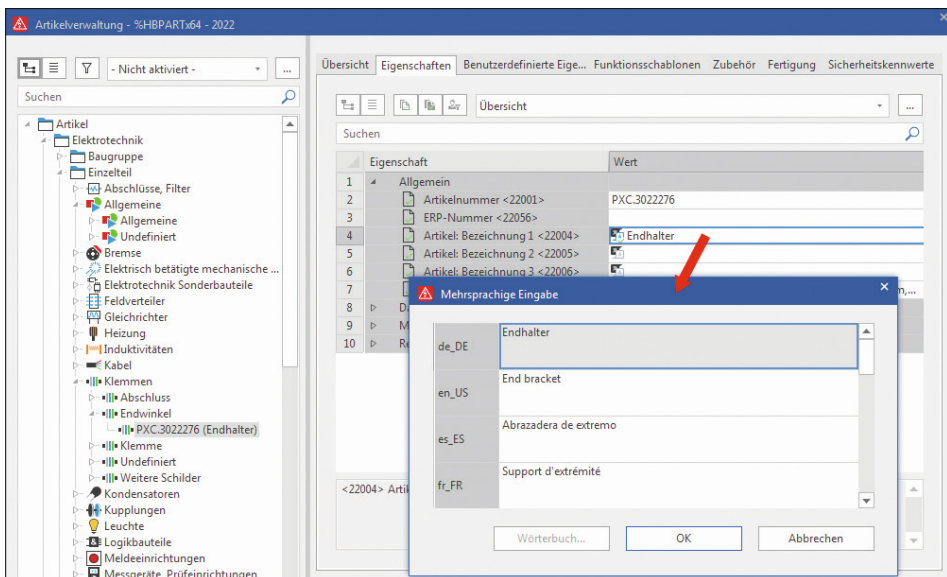 Artikelverwaltung - %HBPARTx64 - 2022
- Nicht aktiviert -
...
Suchen
Artikel
Elektrotechnik
Baugruppe
Einzelteil
Abschlüsse, Filter
Allgemeine
Allgemeine
Undefiniert
Bremse
Elektrisch betätigte mechanische ...
Elektrotechnik Sonderbauteile
Feldverteiler
Gleichrichter
Heizung
Induktivitäten
Kabel
Klemmen
Abschluss
Endwinkel
PXC.3022276 (Endhalter)
Klemme
Undefiniert
Weitere Schilder
Kondensatoren
Kupplungen
Leuchte
Logikbauteile
Meldeeinrichtungen
Messgeräte, Prüfeinrichtungen
Übersicht Eigenschaften Benutzerdefinierte Eige... Funktionsschablonen Zubehör Fertigung Sicherheitskennwerte
Übersicht
...
Suchen
Eigenschaft Wert
1 Allgemein
2 Artikelnummer <22001> PXC.3022276
3 ERP-Nummer <22056>
4 Artikel: Bezeichnung 1 <22004> Endhalter
5 Artikel: Bezeichnung 2 <22005>
6 Artikel: Bezeichnung 3 <22006>
7
8 D
9 M
10 Re
<22004> Artik
Mehrsprachige Eingabe
de_DE Endhalter
en_US End bracket
es_ES Abrazadera de extremo
fr_FR Support d'extrémité
Wörterbuch... OK Abbrechen